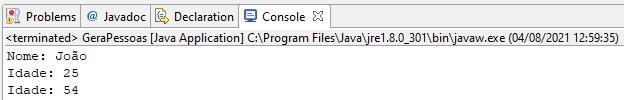 Problems @ Javadoc Declaration Console
<terminated> GeraPessoas [Java Application] C:\Program Files\Java\jre1.8.0_301\bin\javaw.exe (04/08/2021 12:59:35)
Nome: João
Idade: 25
Idade: 54